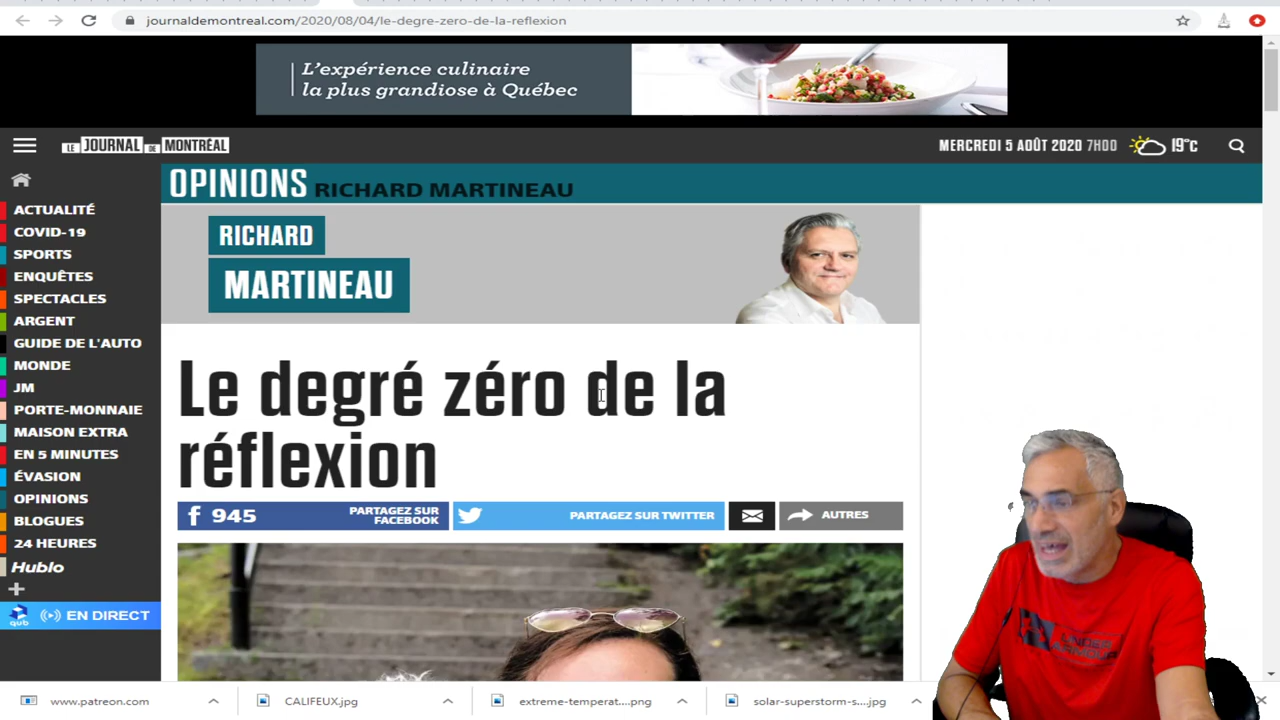 journaldemontreal.com/2020/08/04/le-degre-zero-de-la-reflexion
L'expérience culinaire
la plus grandiose à Québec
LE JOURNAL DE MONTRÉAL
MERCREDI 5 AOÛT 2020 7H00
19°C
OPINIONS RICHARD MARTINEAU
RICHARD
MARTINEAU
ACTUALITÉ
COVID-19
SPORTS
ENQUÊTES
SPECTACLES
ARGENT
GUIDE DE L'AUTO
MONDE
JM
PORTE-MONNAIE
MAISON EXTRA
EN 5 MINUTES
ÉVASION
OPINIONS
BLOGUES
24 HEURES
Hublo
qub EN DIRECT
Le degré zéro de la
réflexion
f 945
PARTAGEZ SUR
FACEBOOK
PARTAGEZ SUR TWITTER
AUTRES
UNDER
ARMOUR
www.patreon.com
CALIFEUX.jpg
extreme-temperat....png
solar-superstorm-s....jpg